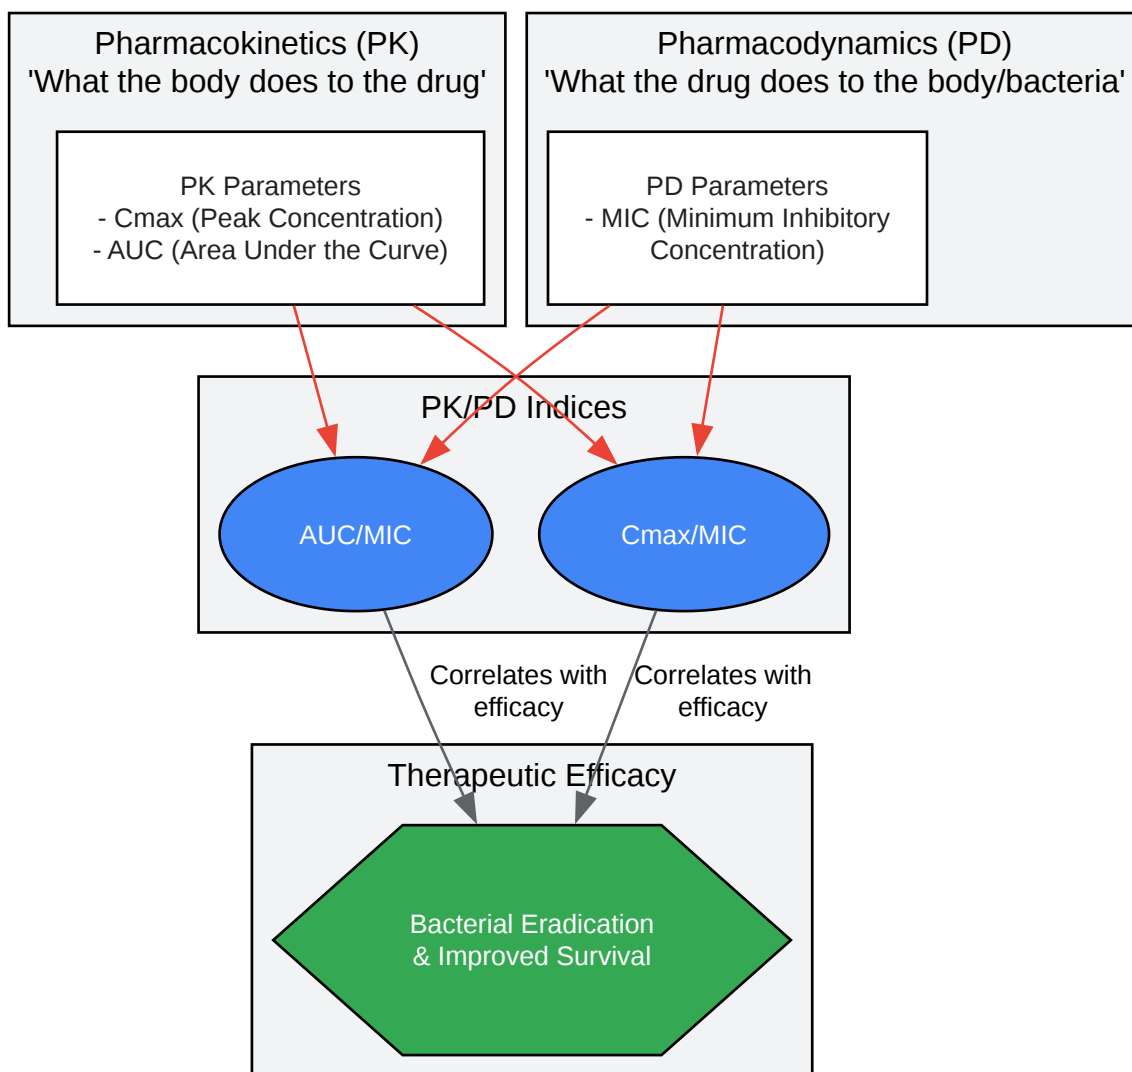 Pharmacokinetics (PK)
'What the body does to the drug'
PK Parameters
- Cmax (Peak Concentration)
- AUC (Area Under the Curve)
Pharmacodynamics (PD)
'What the drug does to the body/bacteria'
PD Parameters
- MIC (Minimum Inhibitory
Concentration)
PK/PD Indices
AUC/MIC
Cmax/MIC
Correlates with
efficacy
Correlates with
efficacy
Therapeutic Efficacy
Bacterial Eradication
& Improved Survival